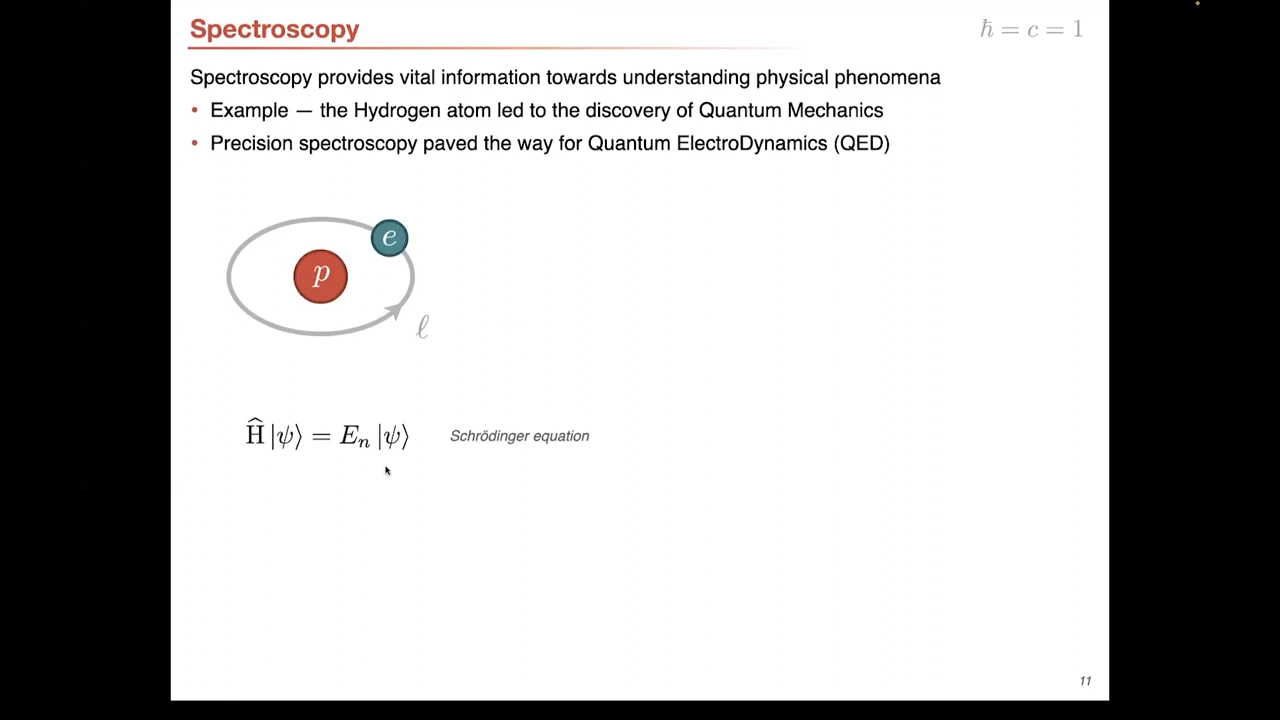 Spectroscopy
ħ = c = 1
Spectroscopy provides vital information towards understanding physical phenomena
• Example — the Hydrogen atom led to the discovery of Quantum Mechanics
• Precision spectroscopy paved the way for Quantum ElectroDynamics (QED)
e
p
ℓ
Ĥ |ψ⟩ = Eₙ |ψ⟩ Schrödinger equation
11